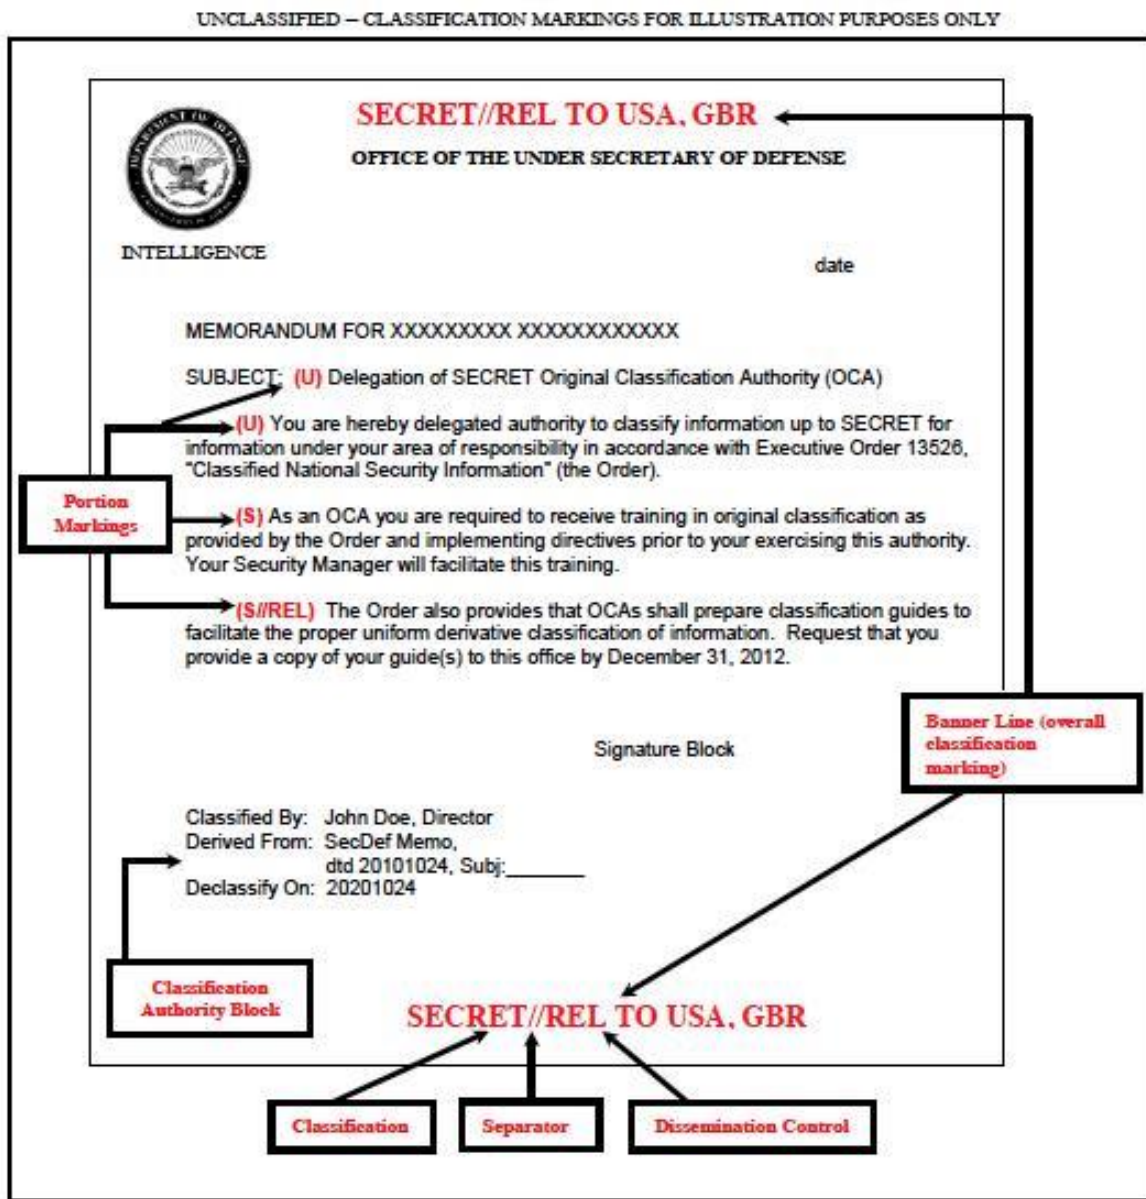 UNCLASSIFIED – CLASSIFICATION MARKINGS FOR ILLUSTRATION PURPOSES ONLY
SECRET//REL TO USA, GBR
OFFICE OF THE UNDER SECRETARY OF DEFENSE
DEPARTMENT OF DEFENSE
INTELLIGENCE
date
MEMORANDUM FOR XXXXXXXXX XXXXXXXXXXXX
SUBJECT: (U) Delegation of SECRET Original Classification Authority (OCA)
(U) You are hereby delegated authority to classify information up to SECRET for
information under your area of responsibility in accordance with Executive Order 13526,
"Classified National Security Information" (the Order).
Portion
Markings
(S) As an OCA you are required to receive training in original classification as
provided by the Order and implementing directives prior to your exercising this authority.
Your Security Manager will facilitate this training.
(S//REL) The Order also provides that OCAs shall prepare classification guides to
facilitate the proper uniform derivative classification of information. Request that you
provide a copy of your guide(s) to this office by December 31, 2012.
Banner Line (overall
classification
marking)
Signature Block
Classified By: John Doe, Director
Derived From: SecDef Memo,
dtd 20101024, Subj:_______
Declassify On: 20201024
Classification
Authority Block
SECRET//REL TO USA, GBR
Classification
Separator
Dissemination Control